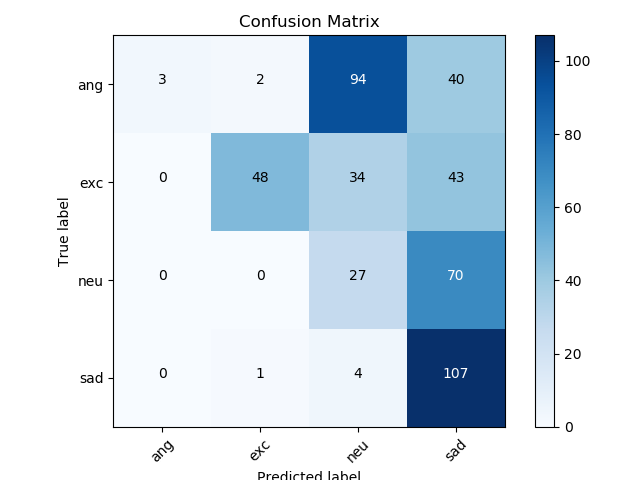 Confusion Matrix
ang 3 2 94 40
exc 0 48 34 43
neu 0 0 27 70
sad 0 1 4 107
True label
ang exc neu sad
Predicted label
100
80
60
40
20
0